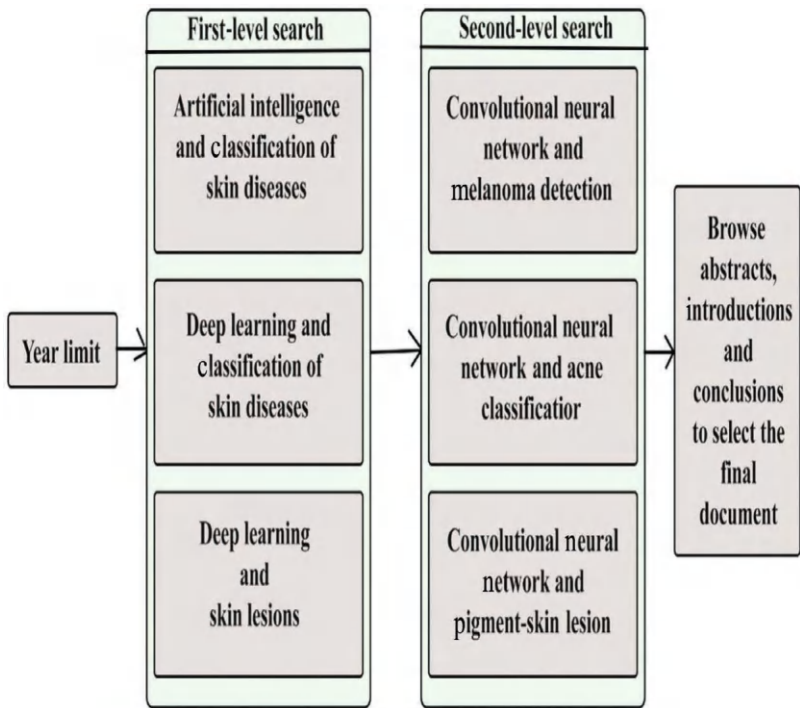 Year limit
First-level search
Artificial intelligence
and classification of
skin diseases
Deep learning and
classification of
skin diseases
Deep learning
and
skin lesions
Second-level search
Convolutional neural
network and
melanoma detection
Convolutional neural
network and acne
classificatior
Convolutional neural
network and
pigment-skin lesion
Browse
abstracts,
introductions
and
conclusions
to select the
final
document